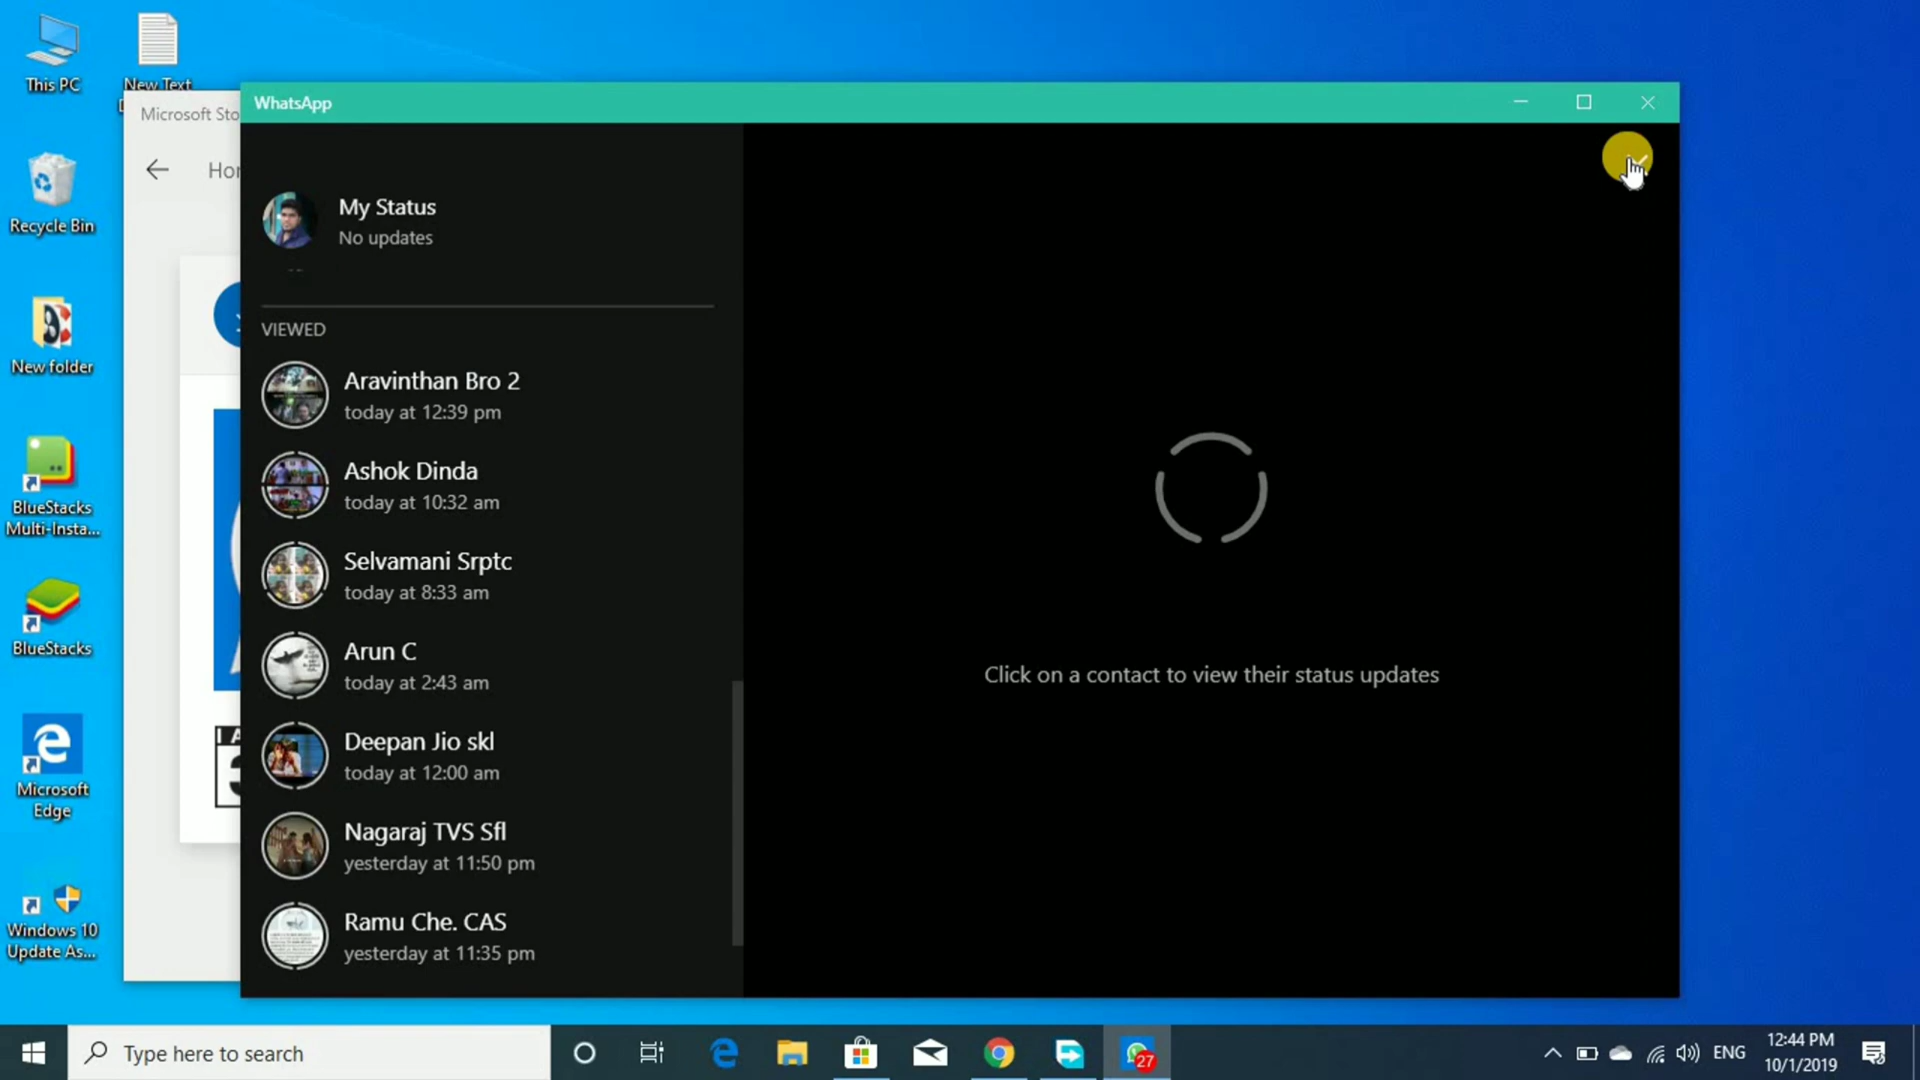 This PC
New Text
Recycle Bin
New folder
BlueStacks
Multi-Insta...
BlueStacks
Microsoft
Edge
Windows 10
Update As...
Microsoft Sto
Hor
I A
WhatsApp
My Status
No updates
VIEWED
Aravinthan Bro 2
today at 12:39 pm
Ashok Dinda
today at 10:32 am
Selvamani Srptc
today at 8:33 am
Arun C
today at 2:43 am
Deepan Jio skl
today at 12:00 am
Nagaraj TVS Sfl
yesterday at 11:50 pm
Ramu Che. CAS
yesterday at 11:35 pm
Click on a contact to view their status updates
Type here to search
27
ENG
12:44 PM
10/1/2019